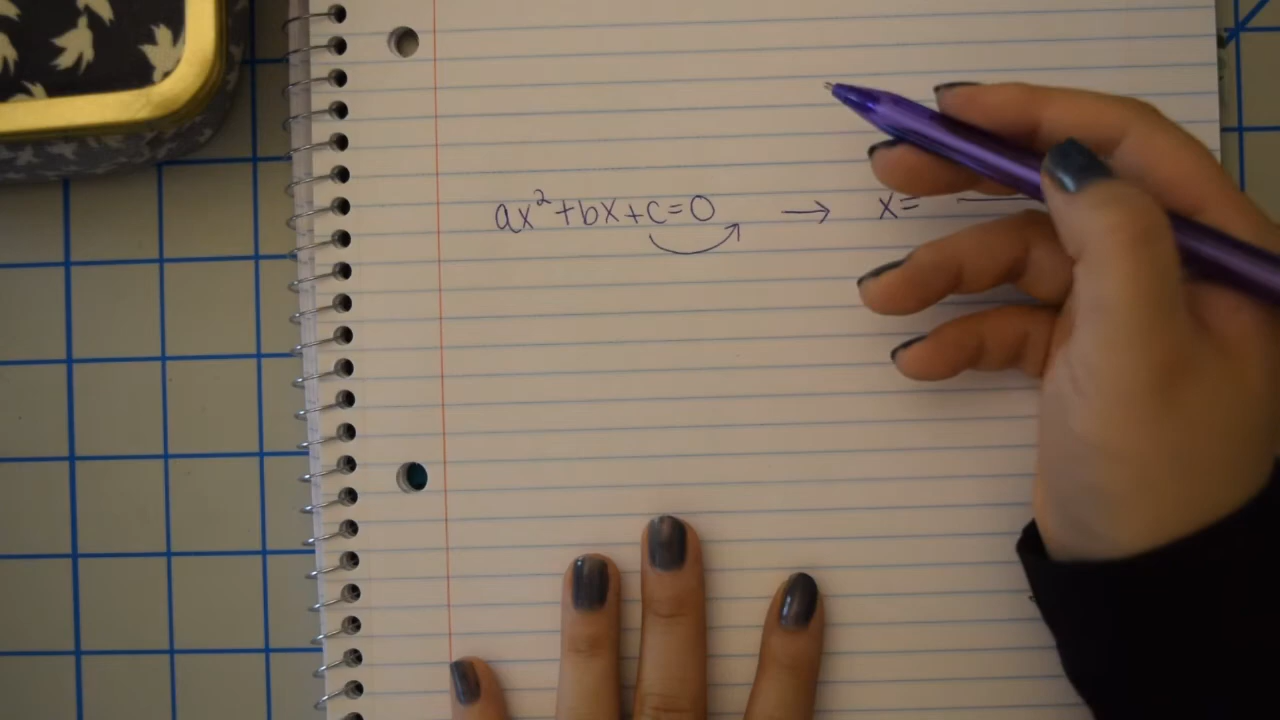 ax²+bx+c=0 → x=